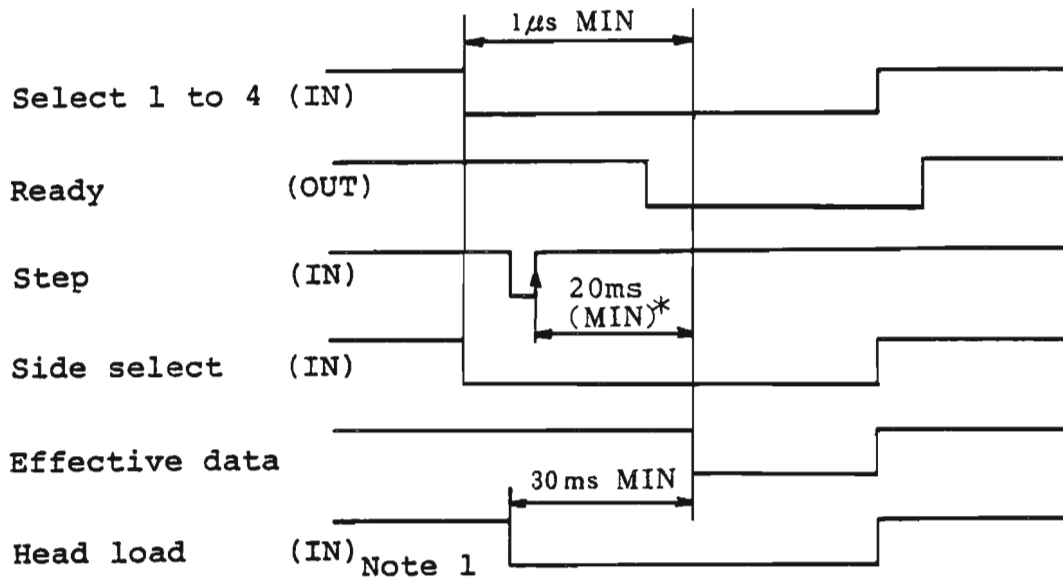 1μs MIN
Select 1 to 4 (IN)
Ready (OUT)
Step (IN)
20ms
(MIN)*
Side select (IN)
Effective data
30ms MIN
Head load (IN) Note 1